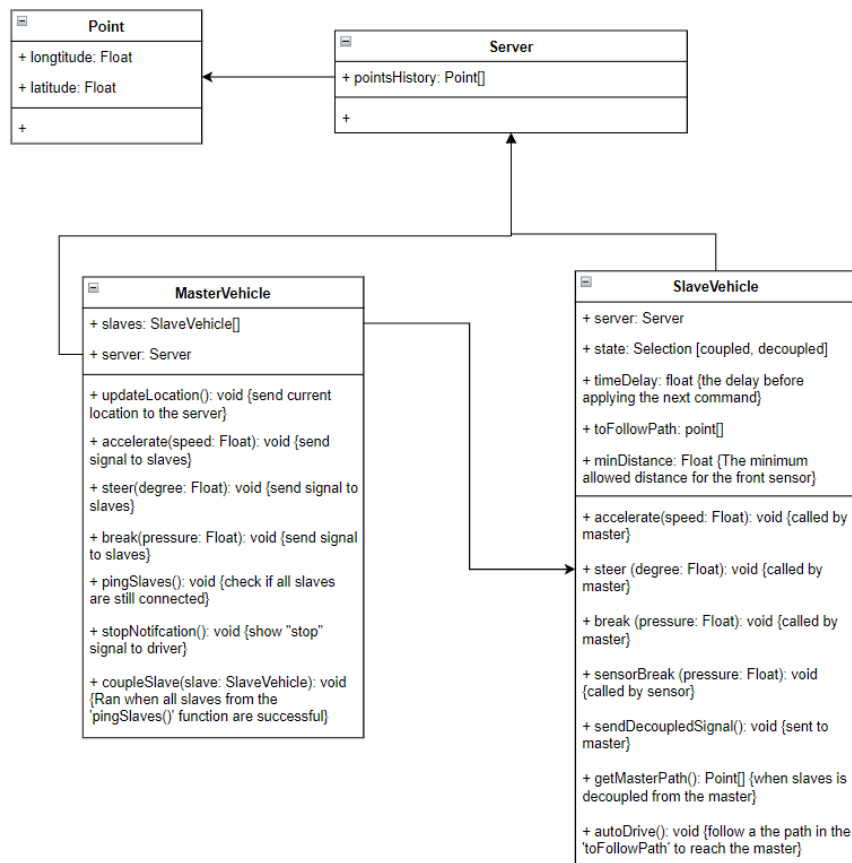 Point
+ longtitude: Float
+ latitude: Float
+
Server
+ pointsHistory: Point[]
+
MasterVehicle
+ slaves: SlaveVehicle[]
+ server: Server
+ updateLocation(): void {send current
location to the server}
+ accelerate(speed: Float): void {send
signal to slaves}
+ steer(degree: Float): void {send signal to
slaves}
+ break(pressure: Float): void {send signal
to slaves}
+ pingSlaves(): void {check if all slaves
are still connected}
+ stopNotifcation(): void {show "stop"
signal to driver}
+ coupleSlave(slave: SlaveVehicle): void
{Ran when all slaves from the
'pingSlaves()' function are successful}
SlaveVehicle
+ server: Server
+ state: Selection [coupled, decoupled]
+ timeDelay: float {the delay before
applying the next command}
+ toFollowPath: point[]
+ minDistance: Float {The minimum
allowed distance for the front sensor}
+ accelerate(speed: Float): void {called by
master}
+ steer (degree: Float): void {called by
master}
+ break (pressure: Float): void {called by
master}
+ sensorBreak (pressure: Float): void
{called by sensor}
+ sendDecoupledSignal(): void {sent to
master}
+ getMasterPath(): Point[] {when slaves is
decoupled from the master}
+ autoDrive(): void {follow a the path in the
'toFollowPath' to reach the master}